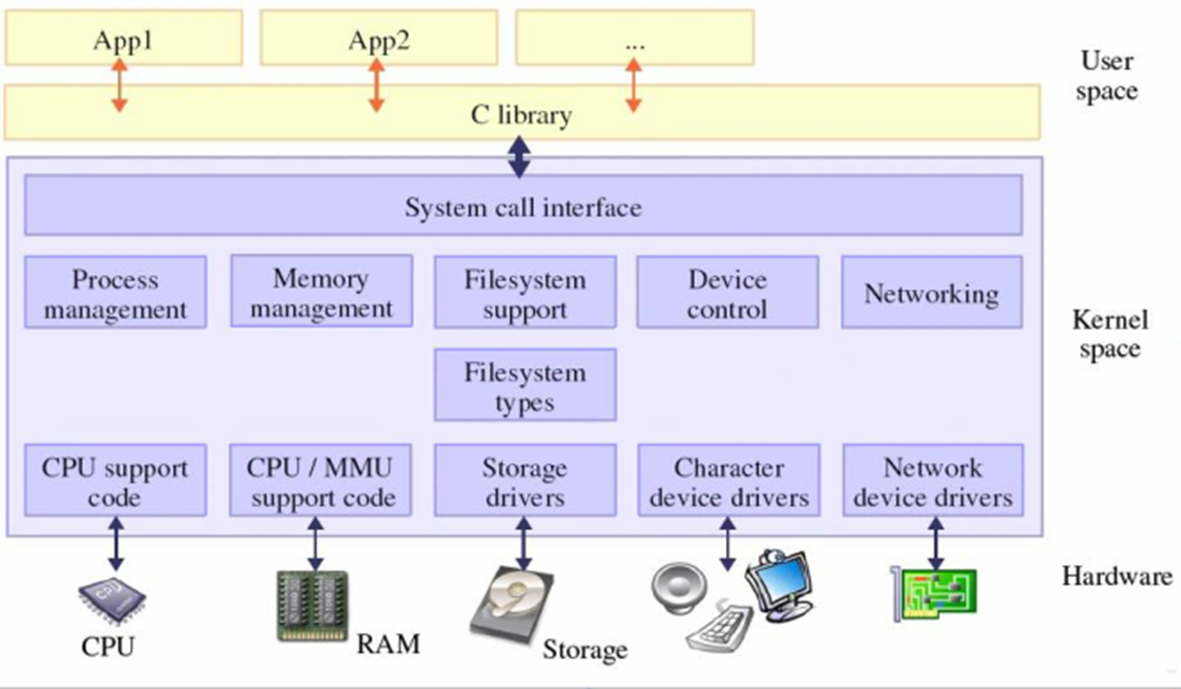 App1
App2
...
User
space
C library
System call interface
Process
management
Memory
management
Filesystem
support
Device
control
Networking
Kernel
space
Filesystem
types
CPU support
code
CPU / MMU
support code
Storage
drivers
Character
device drivers
Network
device drivers
Hardware
CPU
CPU
RAM
Storage